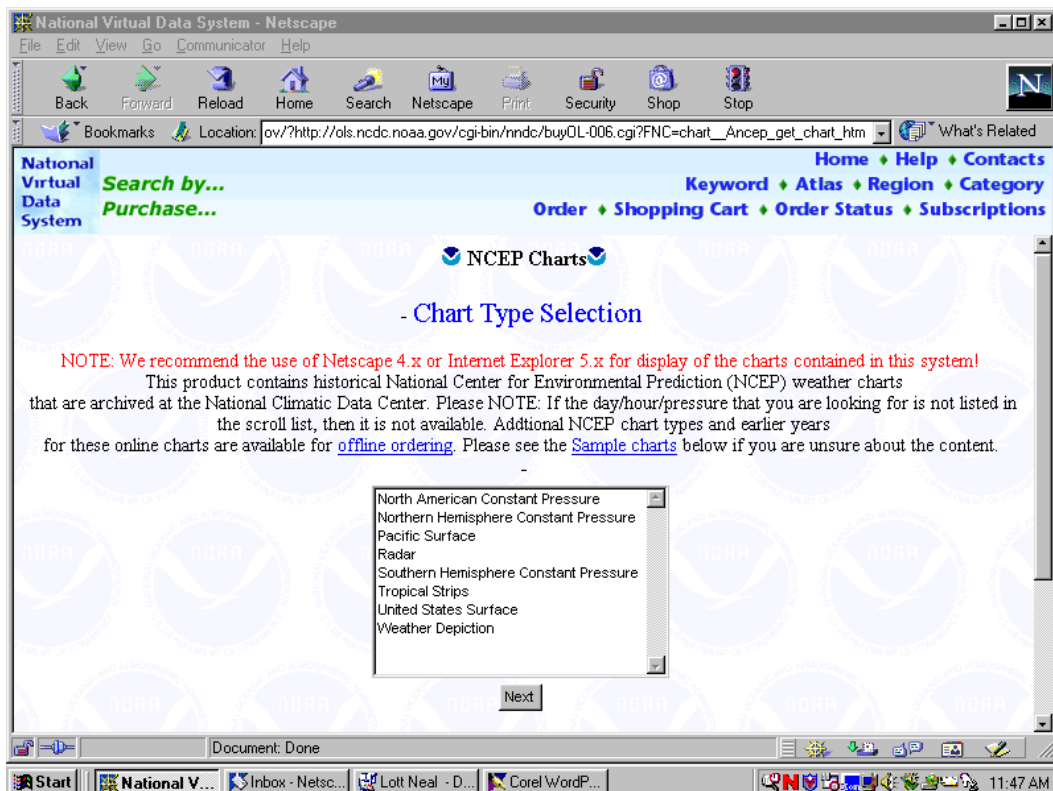 National Virtual Data System - Netscape
File Edit View Go Communicator Help
Back Forward Reload Home Search Netscape Print Security Shop Stop
My
N
Bookmarks Location: ov/?http://ols.ncdc.noaa.gov/cgi-bin/nndc/buyOL-006.cgi?FNC=chart__Ancep_get_chart_htm What's Related
National
Virtual
Data
System
Home Help Contacts
Search by... Keyword Atlas Region Category
Purchase... Order Shopping Cart Order Status Subscriptions
NCEP Charts
- Chart Type Selection
NOTE: We recommend the use of Netscape 4.x or Internet Explorer 5.x for display of the charts contained in this system!
This product contains historical National Center for Environmental Prediction (NCEP) weather charts
that are archived at the National Climatic Data Center. Please NOTE: If the day/hour/pressure that you are looking for is not listed in
the scroll list, then it is not available. Addtional NCEP chart types and earlier years
for these online charts are available for offline ordering. Please see the Sample charts below if you are unsure about the content.
-
North American Constant Pressure
Northern Hemisphere Constant Pressure
Pacific Surface
Radar
Southern Hemisphere Constant Pressure
Tropical Strips
United States Surface
Weather Depiction
Next
Document: Done
Start National V... Inbox - Netsc... Lott Neal - D... Corel WordP... 11:47 AM